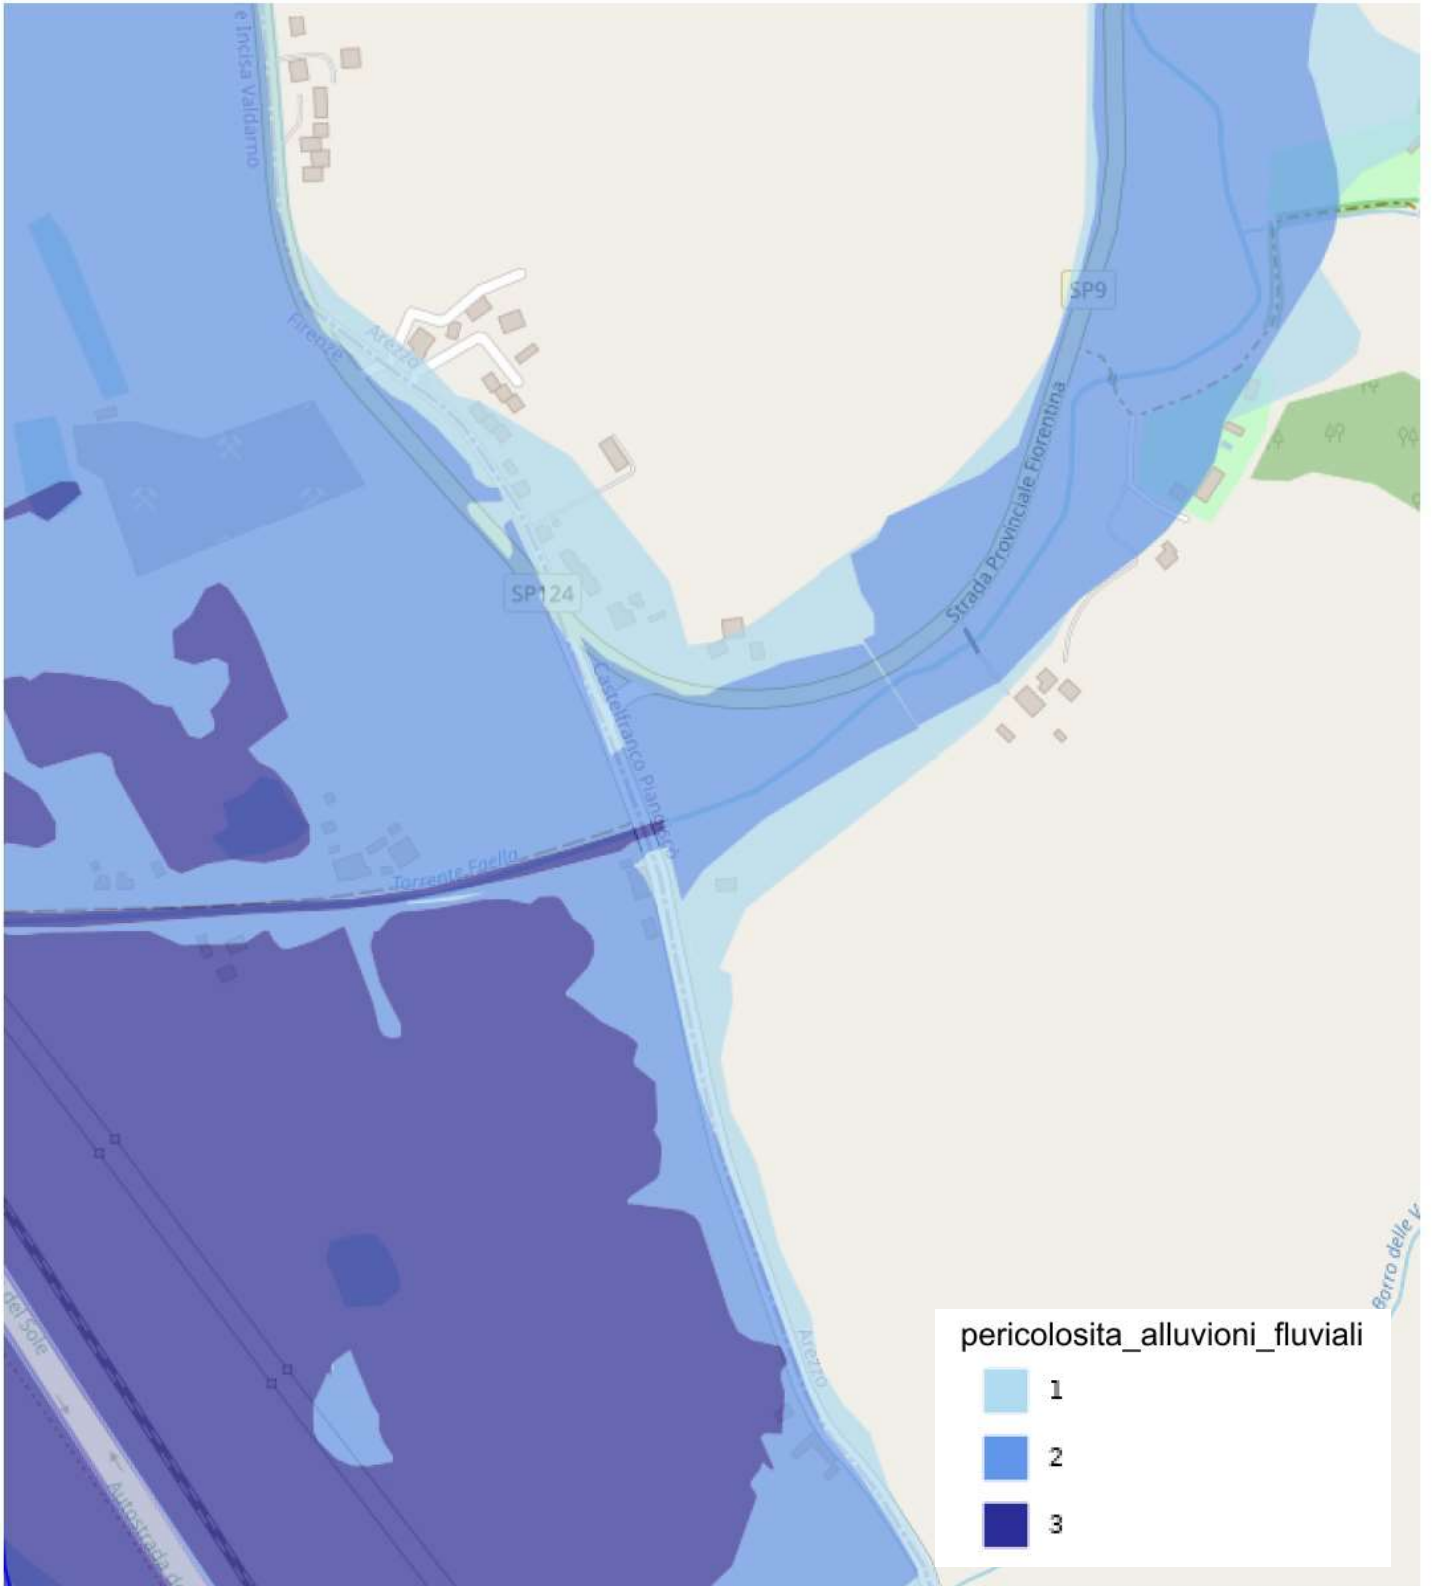 e Incisa Valdarno
Firenze
Arezzo
SP9
Strada Provinciale Fiorentina
SP124
Castelfranco Piandiscò
Torrente Faella
Borro delle V
del Sole
Autostrada de
Arezzo
pericolosita_alluvioni_fluviali
1
2
3